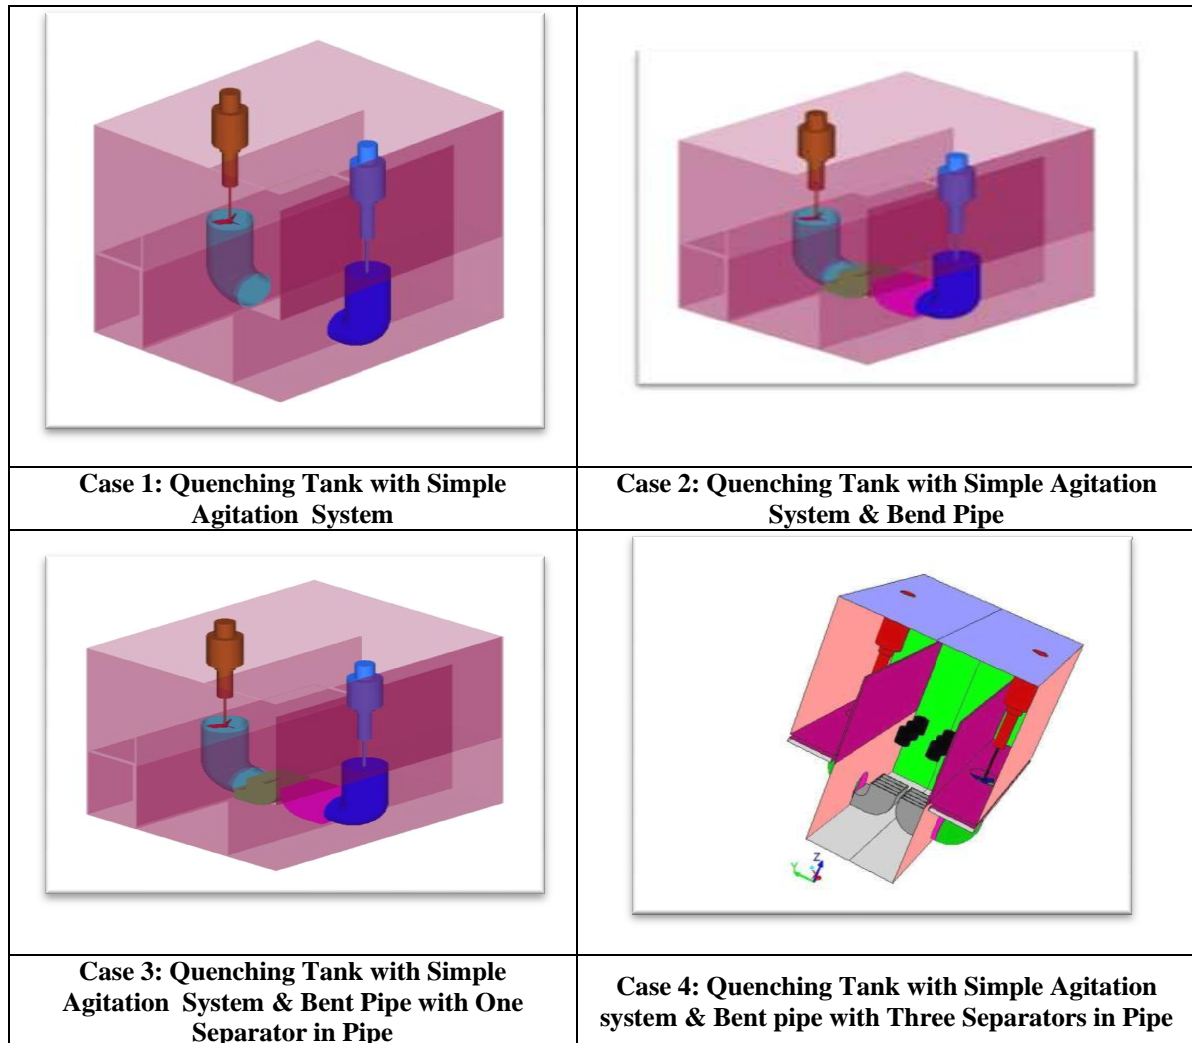 Case 1: Quenching Tank with Simple
Agitation System
Case 2: Quenching Tank with Simple Agitation
System & Bend Pipe
Case 3: Quenching Tank with Simple
Agitation System & Bent Pipe with One
Separator in Pipe
Z
Y
Case 4: Quenching Tank with Simple Agitation
system & Bent pipe with Three Separators in Pipe